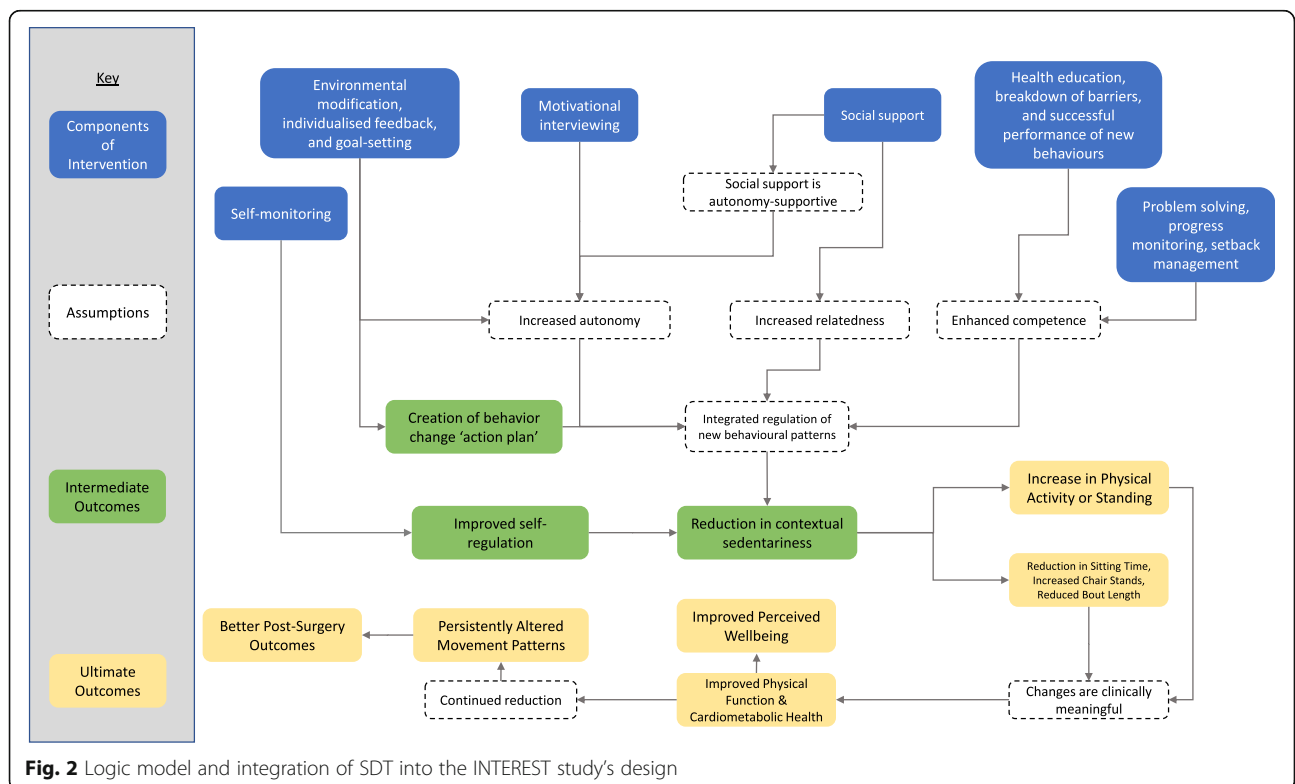 Key
Components
of
Intervention
Assumptions
Intermediate
Outcomes
Ultimate
Outcomes
Environmental
modification,
individualised feedback,
and goal-setting
Motivational
interviewing
Social support
Health education,
breakdown of barriers,
and successful
performance of new
behaviours
Social support is
autonomy-supportive
Self-monitoring
Problem solving,
progress
monitoring, setback
management
Increased autonomy
Increased relatedness
Enhanced competence
Creation of behavior
change ‘action plan’
Integrated regulation of
new behavioural patterns
Improved self-
regulation
Reduction in contextual
sedentariness
Increase in Physical
Activity or Standing
Reduction in Sitting Time,
Increased Chair Stands,
Reduced Bout Length
Better Post-Surgery
Outcomes
Persistently Altered
Movement Patterns
Improved Perceived
Wellbeing
Continued reduction
Improved Physical
Function &
Cardiometabolic Health
Changes are clinically
meaningful
Fig. 2 Logic model and integration of SDT into the INTEREST study’s design